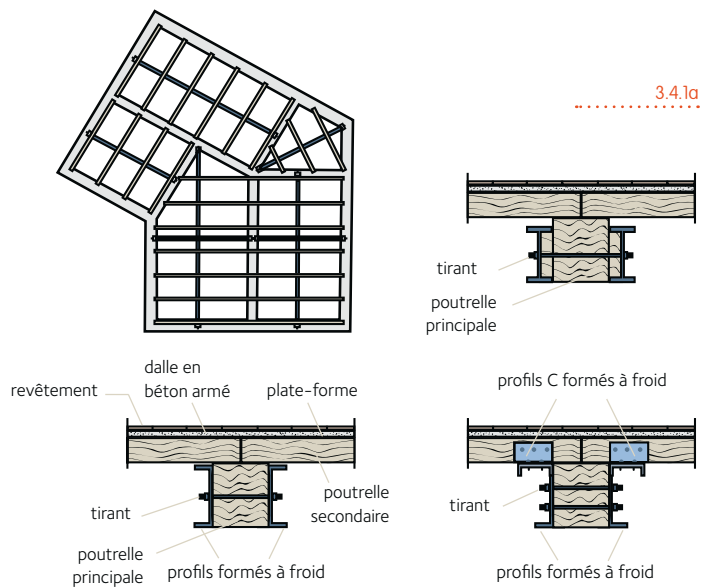 3.4.1a
tirant
poutrelle
principale
revêtement
dalle en
béton armé
plate-forme
tirant
poutrelle
principale
profils formés à froid
poutrelle
secondaire
profils C formés à froid
tirant
profils formés à froid